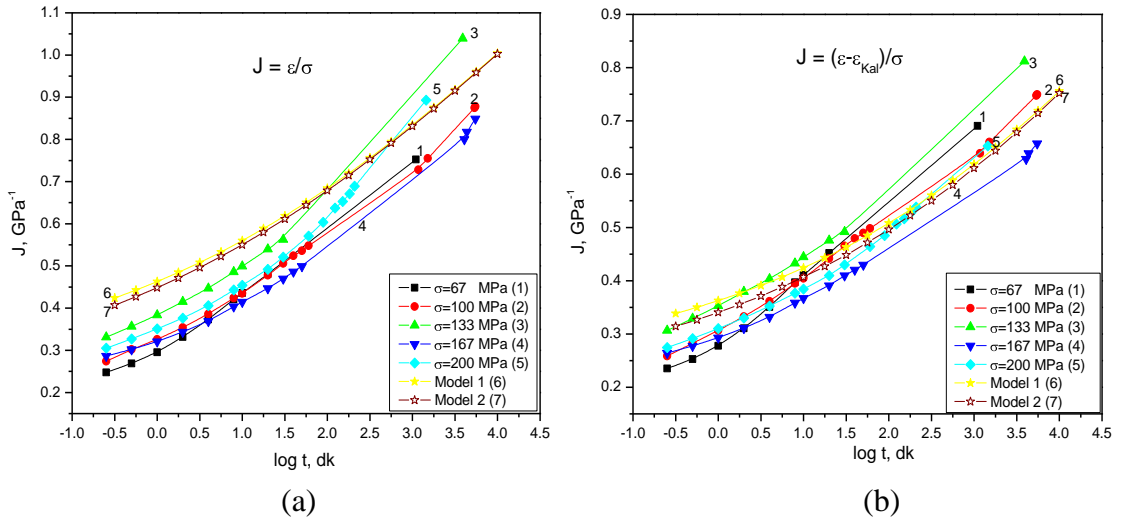 1.1
1.0
0.9
0.8
0.7
0.6
0.5
0.4
0.3
0.2
J, GPa⁻¹
J = ε/σ
3
5
2
1
4
6
7
σ=67 MPa (1)
σ=100 MPa (2)
σ=133 MPa (3)
σ=167 MPa (4)
σ=200 MPa (5)
Model 1 (6)
Model 2 (7)
-1.0 -0.5 0.0 0.5 1.0 1.5 2.0 2.5 3.0 3.5 4.0 4.5
log t, dk
(a)
0.9
0.8
0.7
0.6
0.5
0.4
0.3
0.2
J, GPa⁻¹
J = (ε-εKal)/σ
3
1
2
6
7
5
4
σ=67 MPa (1)
σ=100 MPa (2)
σ=133 MPa (3)
σ=167 MPa (4)
σ=200 MPa (5)
Model 1 (6)
Model 2 (7)
-1.0 -0.5 0.0 0.5 1.0 1.5 2.0 2.5 3.0 3.5 4.0 4.5
log t, dk
(b)